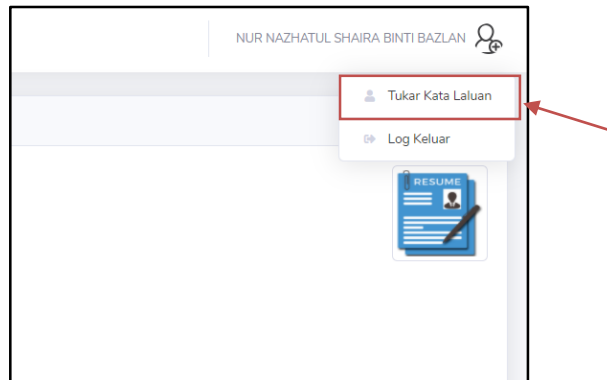 NUR NAZHATUL SHAIRA BINTI BAZLAN
Tukar Kata Laluan
Log Keluar
RESUME